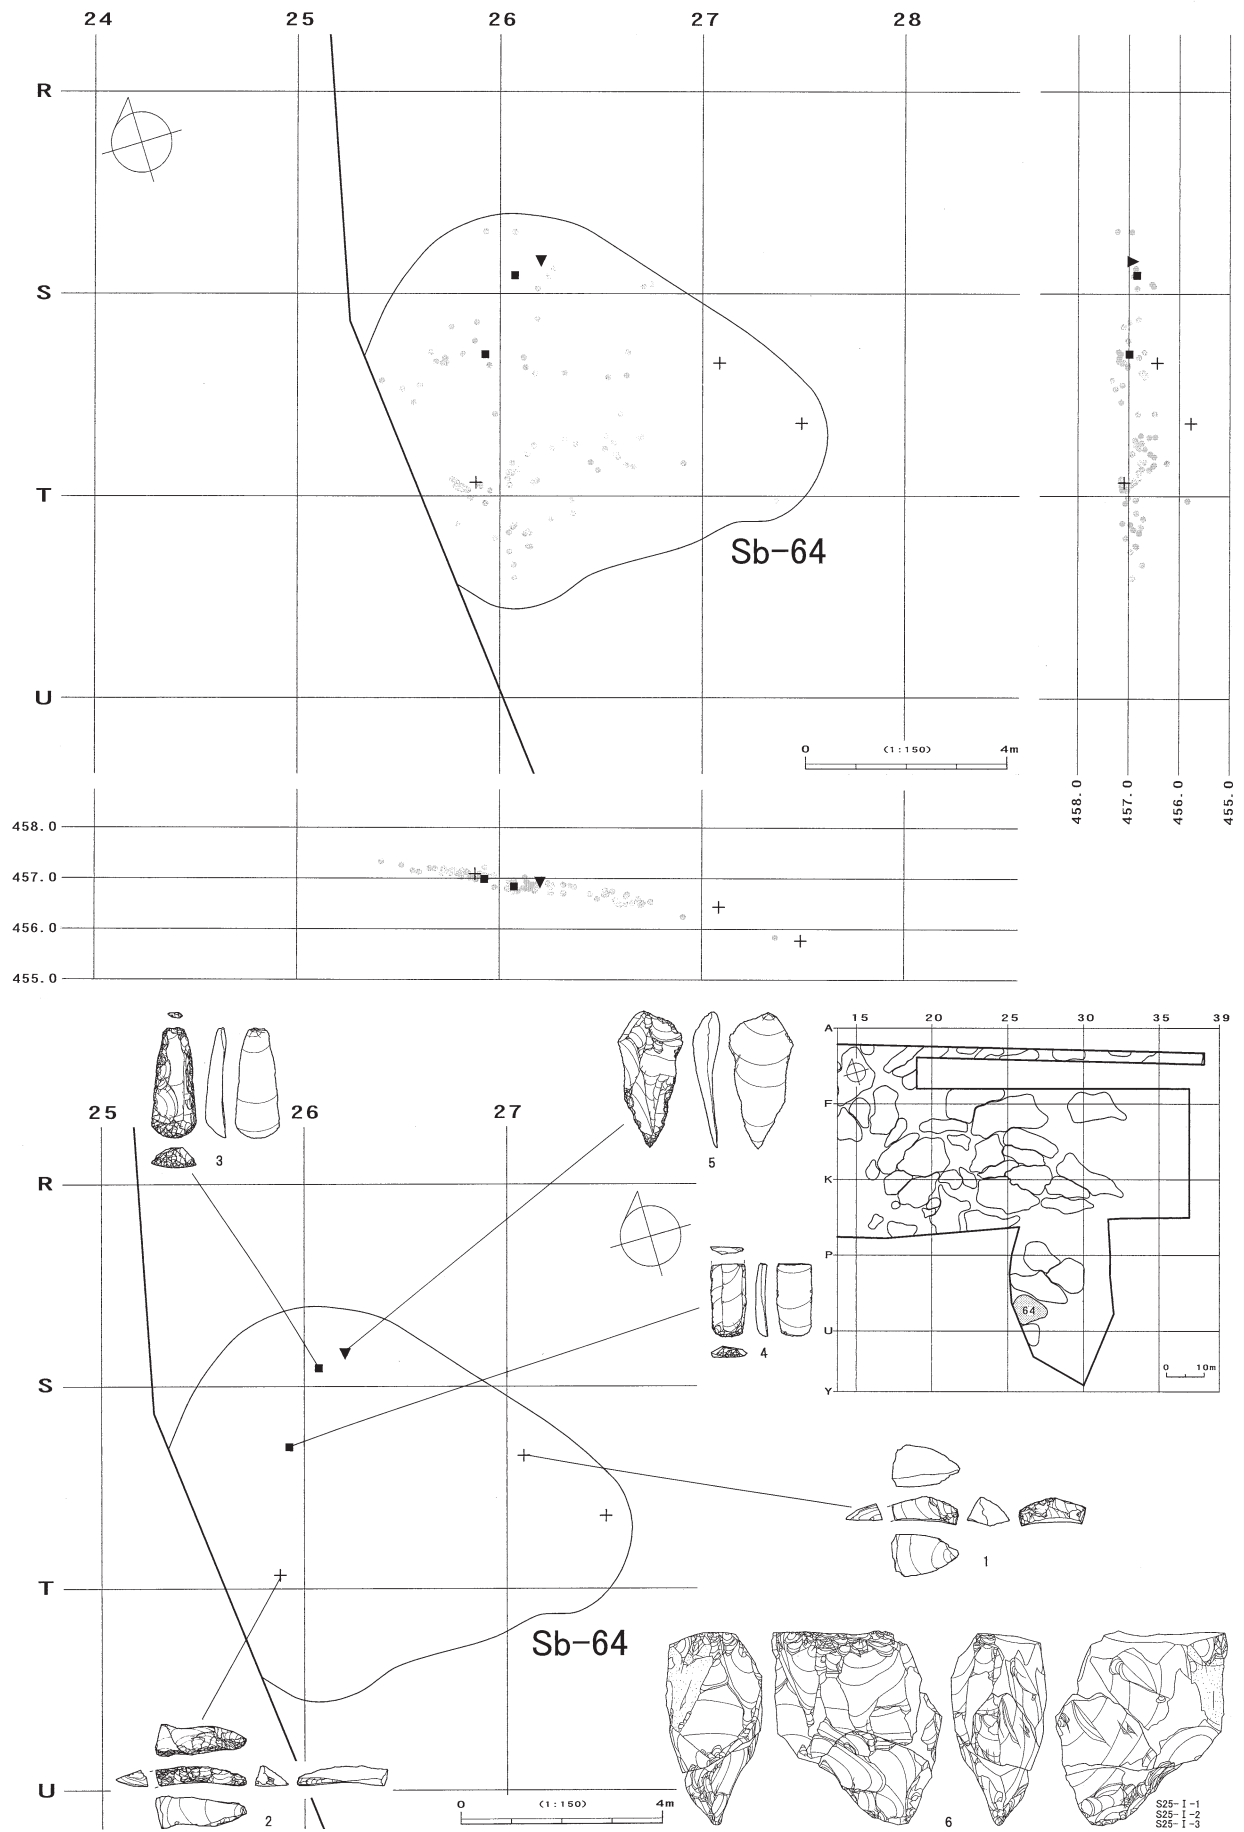 24 25 26 27 28
R
S
T
Sb-64
U
0 (1:150) 4m
458.0 457.0 456.0 455.0
458.0
457.0
456.0
455.0
3
5
A 15 20 25 30 35 39
F
K
P
64
U
0 10m
Y
25 26 27
R
4
S
1
T
Sb-64
2
U
0 (1:150) 4m
6
S25-I-1
S25-I-2
S25-I-3